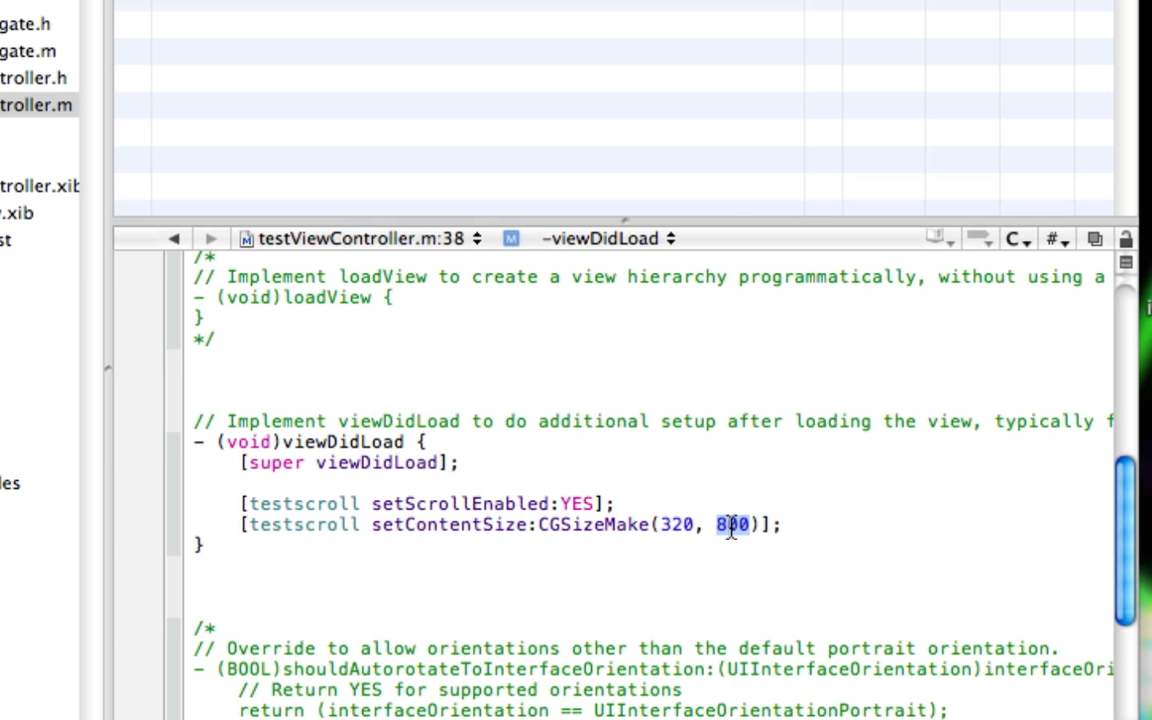 gate.h
gate.m
troller.h
troller.m
troller.xib
.xib
st
les
testViewController.m:38
M
-viewDidLoad
C
#
/*
// Implement loadView to create a view hierarchy programmatically, without using a
- (void)loadView {
}
*/
// Implement viewDidLoad to do additional setup after loading the view, typically f
- (void)viewDidLoad {
[super viewDidLoad];
[testscroll setScrollEnabled:YES];
[testscroll setContentSize:CGSizeMake(320, 800)];
}
/*
// Override to allow orientations other than the default portrait orientation.
- (BOOL)shouldAutorotateToInterfaceOrientation:(UIInterfaceOrientation)interfaceOri
// Return YES for supported orientations
return (interfaceOrientation == UIInterfaceOrientationPortrait);